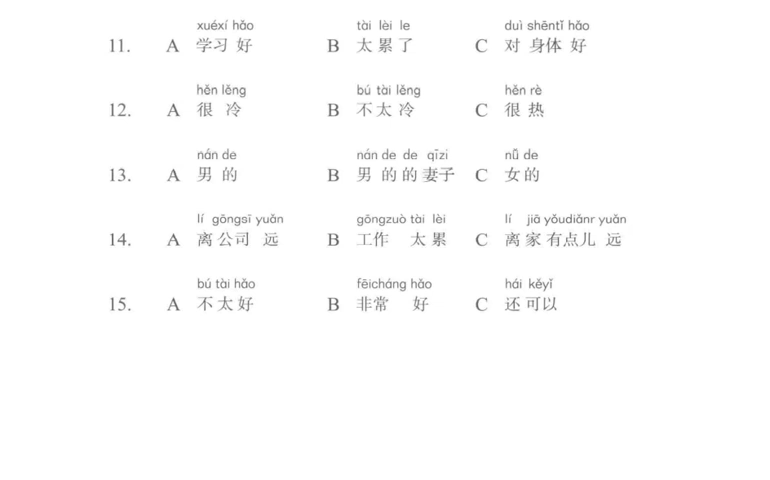 xuéxí hǎo tài lèi le duì shēntǐ hǎo
11. A 学习 好 B 太 累 了 C 对 身体 好
hěn lěng bú tài lěng hěn rè
12. A 很 冷 B 不 太 冷 C 很 热
nán de nán de de qīzi nǚ de
13. A 男 的 B 男 的 的 妻子 C 女 的
lí gōngsī yuǎn gōngzuò tài lèi lí jiā yǒudiǎnr yuǎn
14. A 离 公司 远 B 工作 太 累 C 离 家 有点儿 远
bú tài hǎo fēicháng hǎo hái kěyǐ
15. A 不 太 好 B 非常 好 C 还 可以